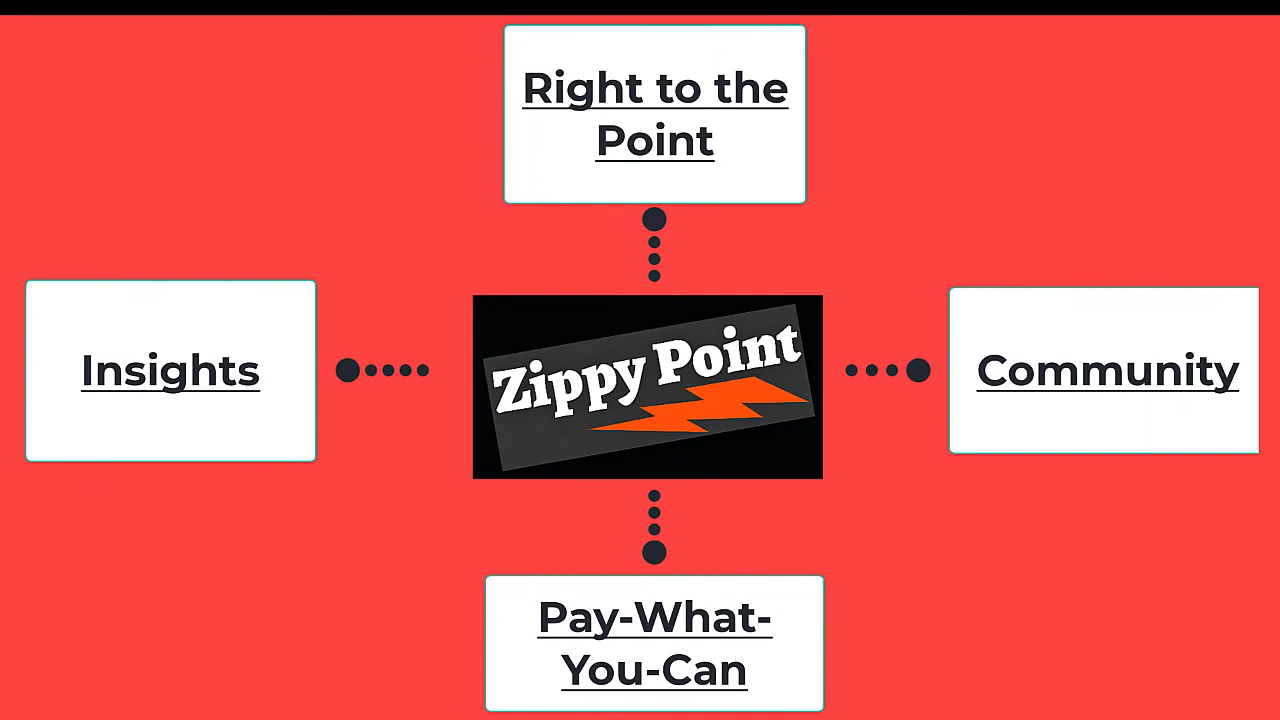 Right to the
Point
Insights
Zippy Point
Community
Pay-What-
You-Can